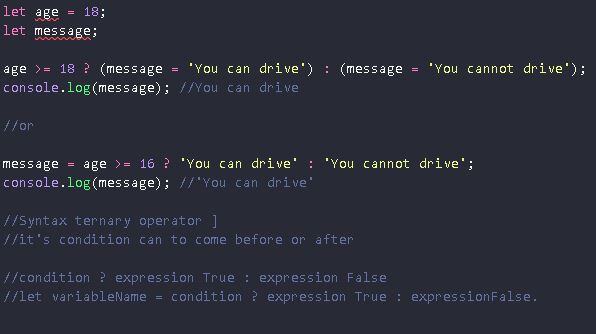 let age = 18;
let message;
age >= 18 ? (message = 'You can drive') : (message = 'You cannot drive');
console.log(message); //You can drive
//or
message = age >= 16 ? 'You can drive' : 'You cannot drive';
console.log(message); //'You can drive'
//Syntax ternary operator ]
//it's condition can to come before or after
//condition ? expression True : expression False
//let variableName = condition ? expression True : expressionFalse.